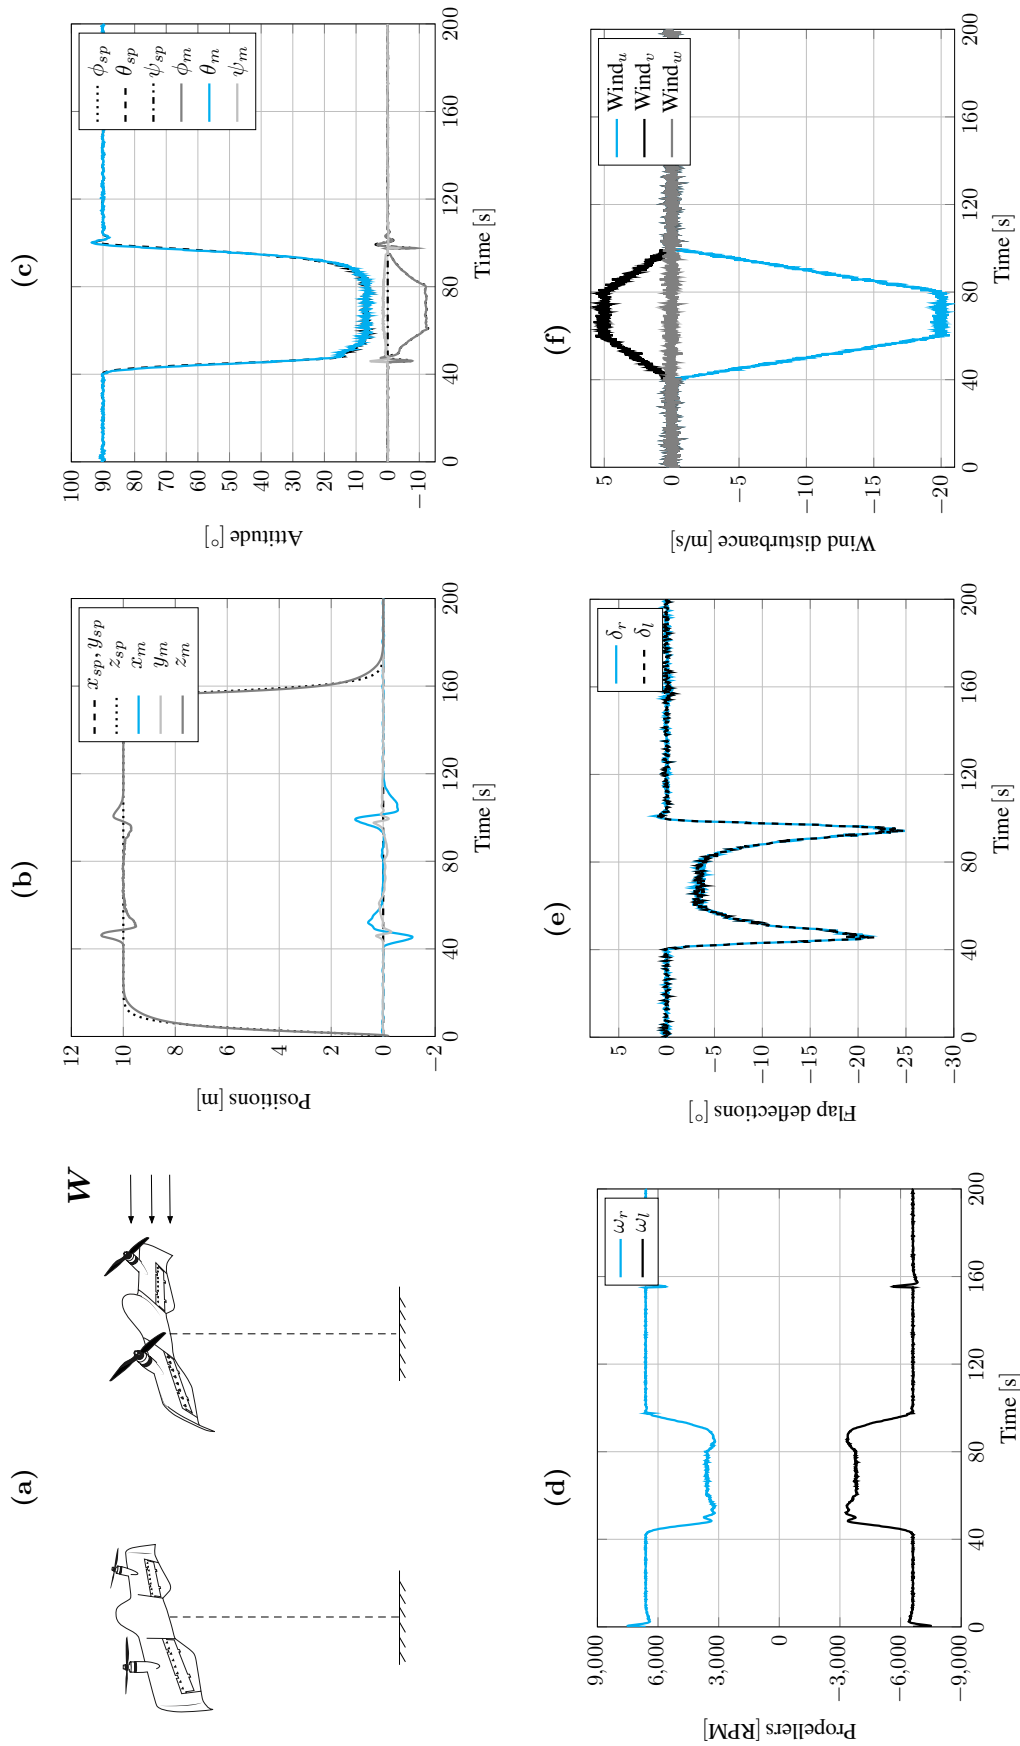 (a)
W
(b)
12
10
8
6
4
2
0
−2
0
40
80
120
160
200
Time [s]
Positions [m]
x_sp, y_sp
z_sp
x_m
y_m
z_m
(c)
100
90
80
70
60
50
40
30
20
10
0
−10
0
40
80
120
160
200
Time [s]
Attitude [°]
ϕ_sp
θ_sp
ψ_sp
ϕ_m
θ_m
ψ_m
(d)
9,000
6,000
3,000
0
−3,000
−6,000
−9,000
0
40
80
120
160
200
Time [s]
Propellers [RPM]
ω_r
ω_l
(e)
5
0
−5
−10
−15
−20
−25
−30
0
40
80
120
160
200
Time [s]
Flap deflections [°]
δ_r
δ_l
(f)
5
0
−5
−10
−15
−20
0
40
80
120
160
200
Time [s]
Wind disturbance [m/s]
Wind_u
Wind_v
Wind_w